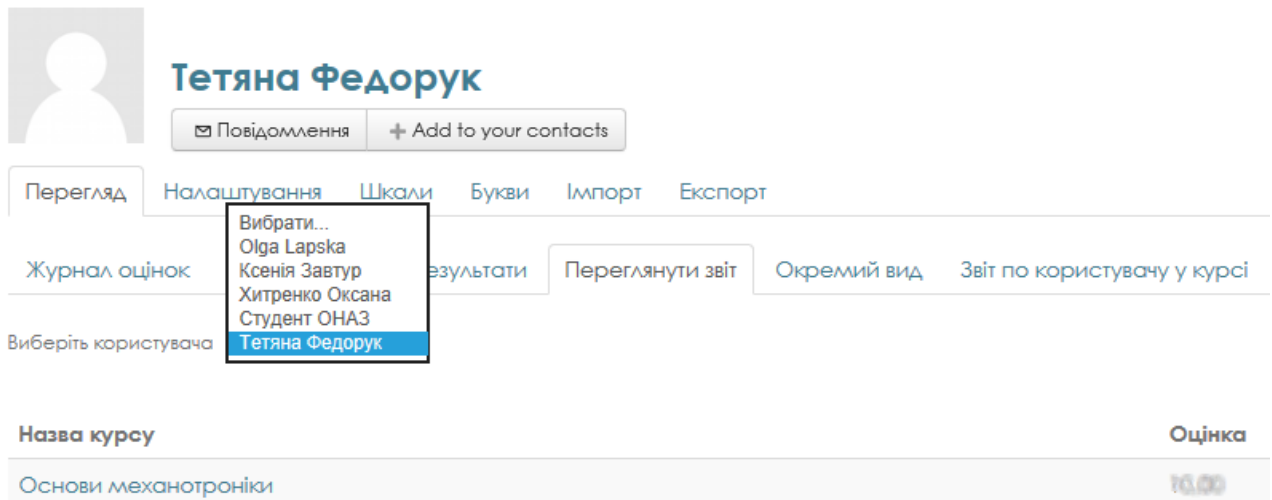 Тетяна Федорук
Повідомлення + Add to your contacts
Перегляд Налаштування Шкали Букви Імпорт Експорт
Вибрати...
Olga Lapska
Ксенія Завтур
Хитренко Оксана
Студент ОНАЗ
Тетяна Федорук
Журнал оцінок Переглянути звіт Окремий вид Звіт по користувачу у курсі
Виберіть користувача
Назва курсу Оцінка
Основи механотроніки